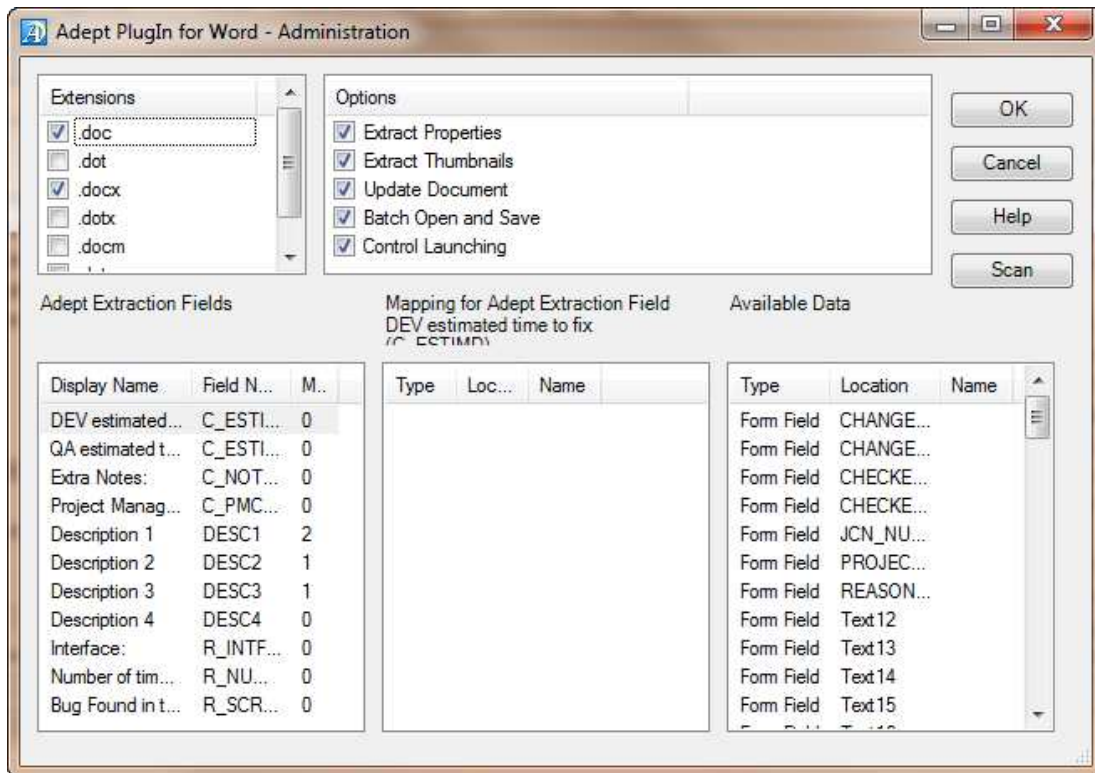 Adept PlugIn for Word - Administration
Extensions
.doc
.dot
.docx
.dotx
.docm
Options
Extract Properties
Extract Thumbnails
Update Document
Batch Open and Save
Control Launching
OK
Cancel
Help
Scan
Adept Extraction Fields
Mapping for Adept Extraction Field
DEV estimated time to fix
(C_ESTIMD)
Available Data
Display Name Field N... M..
DEV estimated... C_ESTI... 0
QA estimated t... C_ESTI... 0
Extra Notes: C_NOT... 0
Project Manag... C_PMC... 0
Description 1 DESC1 2
Description 2 DESC2 1
Description 3 DESC3 1
Description 4 DESC4 0
Interface: R_INTF... 0
Number of tim... R_NU... 0
Bug Found in t... R_SCR... 0
Type Loc... Name
Type Location Name
Form Field CHANGE...
Form Field CHANGE...
Form Field CHECKE...
Form Field CHECKE...
Form Field JCN_NU...
Form Field PROJEC...
Form Field REASON...
Form Field Text12
Form Field Text13
Form Field Text14
Form Field Text15